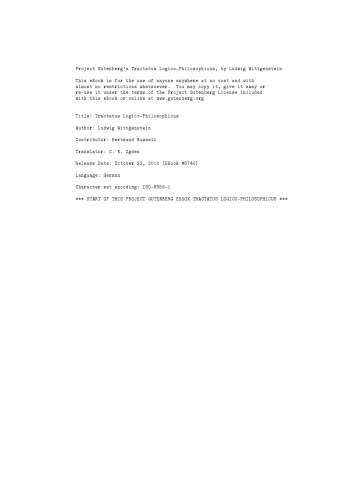 Project Gutenberg's Tractatus Logico-Philosophicus, by Ludwig Wittgenstein
This eBook is for the use of anyone anywhere at no cost and with
almost no restrictions whatsoever.  You may copy it, give it away or
re-use it under the terms of the Project Gutenberg License included
with this eBook or online at www.gutenberg.org
Title: Tractatus Logico-Philosophicus
Author: Ludwig Wittgenstein
Contributor: Bertrand Russell
Translator: C. K. Ogden
Release Date: October 22, 2010 [EBook #5740]
Language: German
Character set encoding: ISO-8859-1
*** START OF THIS PROJECT GUTENBERG EBOOK TRACTATUS LOGICO-PHILOSOPHICUS ***